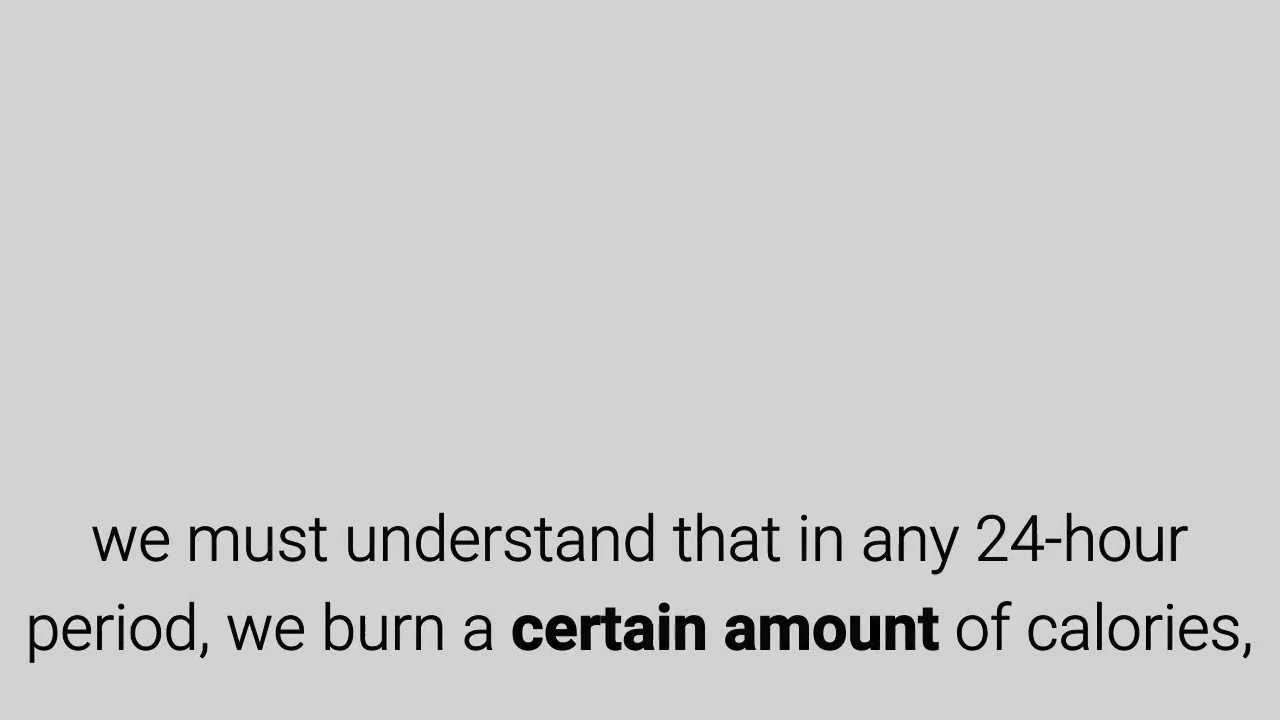 we must understand that in any 24-hour
period, we burn a certain amount of calories,